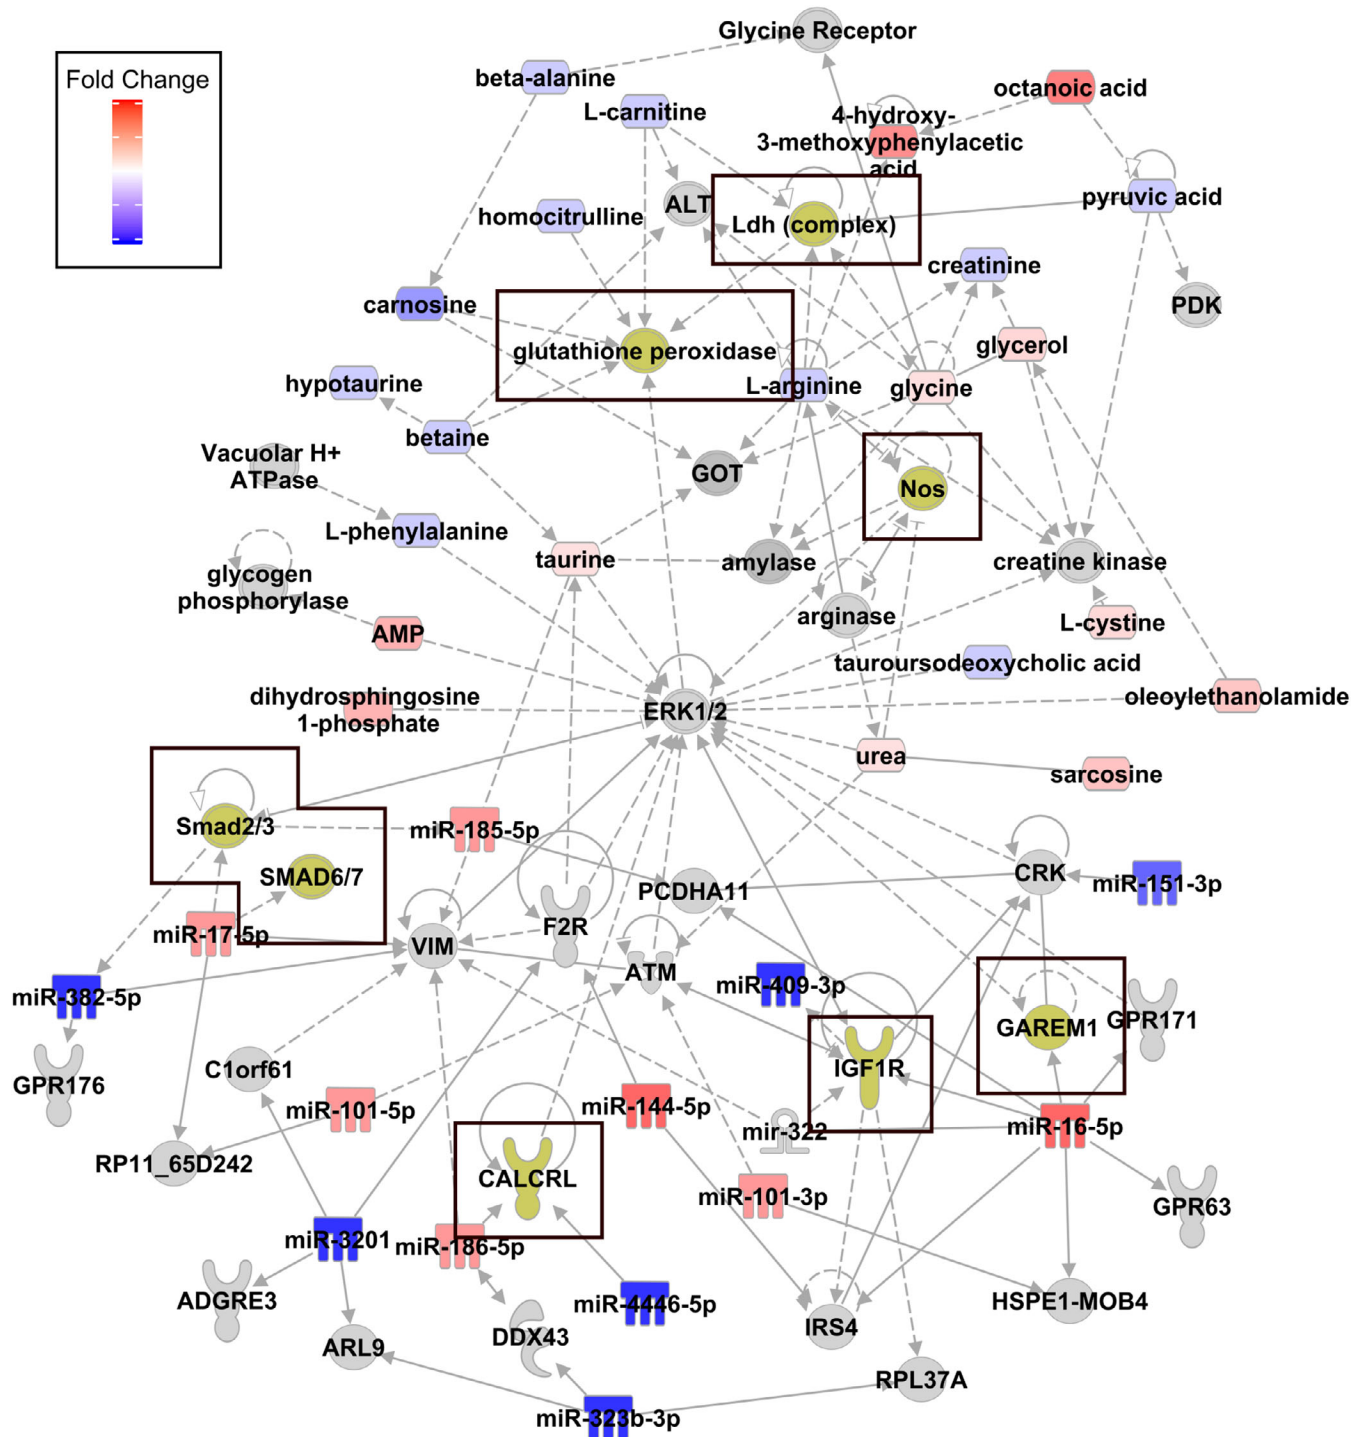 Glycine Receptor
Fold Change
beta-alanine
octanoic acid
L-carnitine
4-hydroxy-
3-methoxyphenylacetic
acid
pyruvic acid
ALT
homocitrulline
Ldh (complex)
creatinine
carnosine
PDK
glycerol
glutathione peroxidase
hypotaurine
L-arginine
glycine
betaine
Vacuolar H+
ATPase
GOT
Nos
L-phenylalanine
taurine
amylase
creatine kinase
glycogen
phosphorylase
arginase
L-cystine
AMP
tauroursodeoxycholic acid
dihydrosphingosine
1-phosphate
oleoylethanolamide
ERK1/2
urea
sarcosine
Smad2/3
miR-185-5p
SMAD6/7
CRK
miR-151-3p
PCDHA11
F2R
miR-17-5p
VIM
ATM
miR-409-3p
miR-382-5p
GAREM1
GPR171
C1orf61
IGF1R
GPR176
miR-101-5p
miR-144-5p
mir-322
miR-16-5p
RP11_65D242
CALCRL
miR-101-3p
GPR63
miR-3201
miR-186-5p
ADGRE3
miR-4446-5p
HSPE1-MOB4
DDX43
IRS4
ARL9
RPL37A
miR-323b-3p